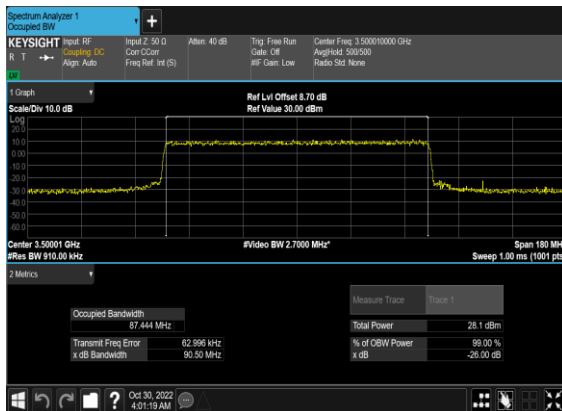 Spectrum Analyzer 1
Occupied BW
+
KEYSIGHT
R T
Input: RF
Coupling: DC
Align: Auto
Input Z: 50 Ω
Corr CCorr
Freq Ref: Int (S)
Atten: 40 dB
Trig: Free Run
Gate: Off
#IF Gain: Low
Center Freq: 3.500010000 GHz
Avg|Hold: 500/500
Radio Std: None
1 Graph
Scale/Div 10.0 dB
Ref Lvl Offset 8.70 dB
Ref Value 30.00 dBm
Log
20.0
10.0
0.00
-10.0
-20.0
-30.0
-40.0
-50.0
-60.0
Center 3.50001 GHz
#Res BW 910.00 kHz
#Video BW 2.7000 MHz*
Span 180 MH
Sweep 1.00 ms (1001 pts
2 Metrics
Measure Trace Trace 1
Occupied Bandwidth
87.444 MHz
Total Power 28.1 dBm
Transmit Freq Error 62.996 kHz
% of OBW Power 99.00 %
x dB Bandwidth 90.50 MHz
x dB -26.00 dB
?
Oct 30, 2022
4:01:19 AM